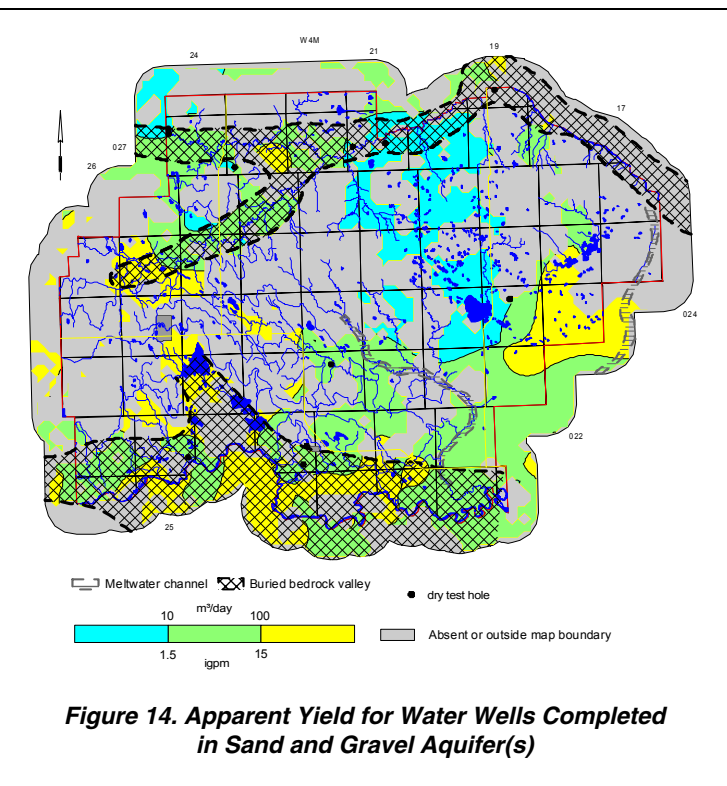 W4M
24
21
19
17
027
26
024
022
25
Meltwater channel
Buried bedrock valley
dry test hole
m³/day
10
100
1.5
15
igpm
Absent or outside map boundary
Figure 14. Apparent Yield for Water Wells Completed
in Sand and Gravel Aquifer(s)